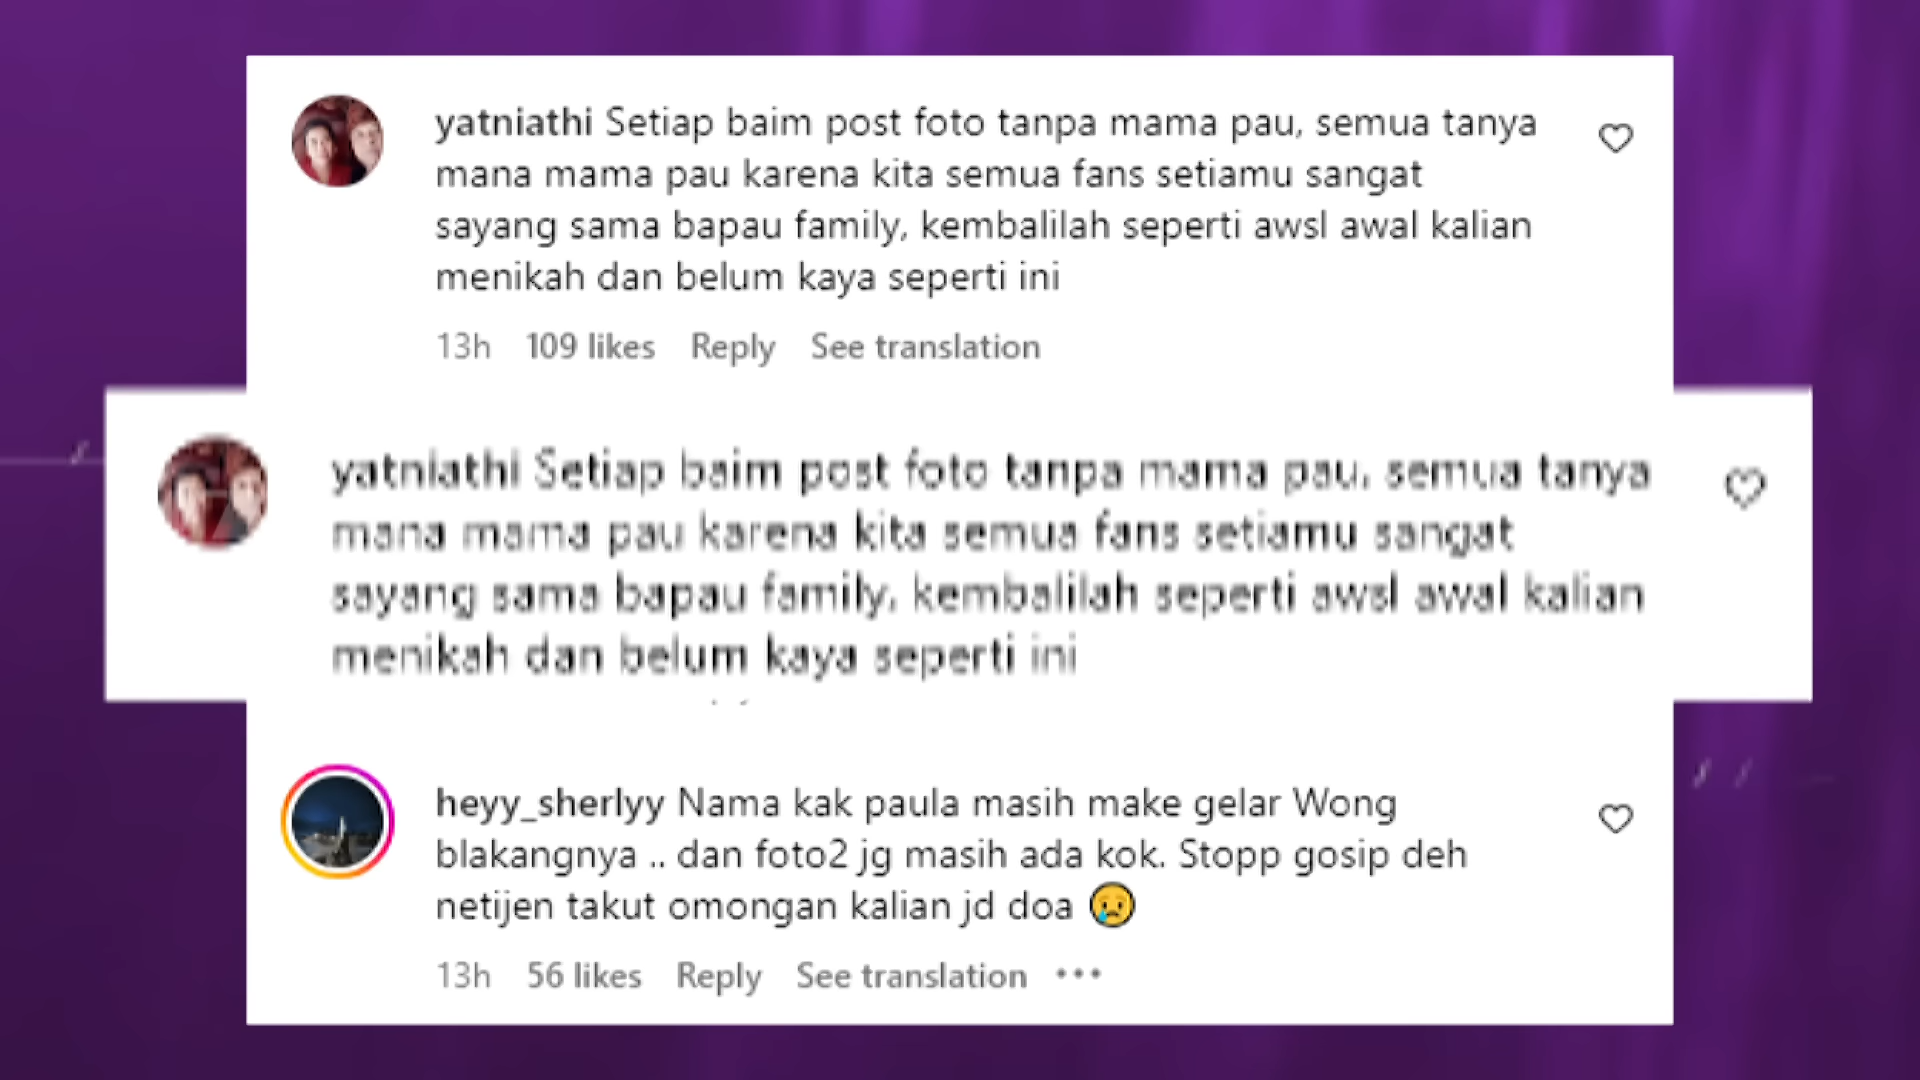 yatniathi Setiap baim post foto tanpa mama pau, semua tanya
mana mama pau karena kita semua fans setiamu sangat
sayang sama bapau family, kembalilah seperti awsl awal kalian
menikah dan belum kaya seperti ini
13h 109 likes Reply See translation
yatniathi Setiap baim post foto tanpa mama pau, semua tanya
mana mama pau karena kita semua fans setiamu sangat
sayang sama bapau family, kembalilah seperti awsl awal kalian
menikah dan belum kaya seperti ini
heyy_sherlyy Nama kak paula masih make gelar Wong
blakangnya .. dan foto2 jg masih ada kok. Stopp gosip deh
netijen takut omongan kalian jd doa 😢
13h 56 likes Reply See translation •••